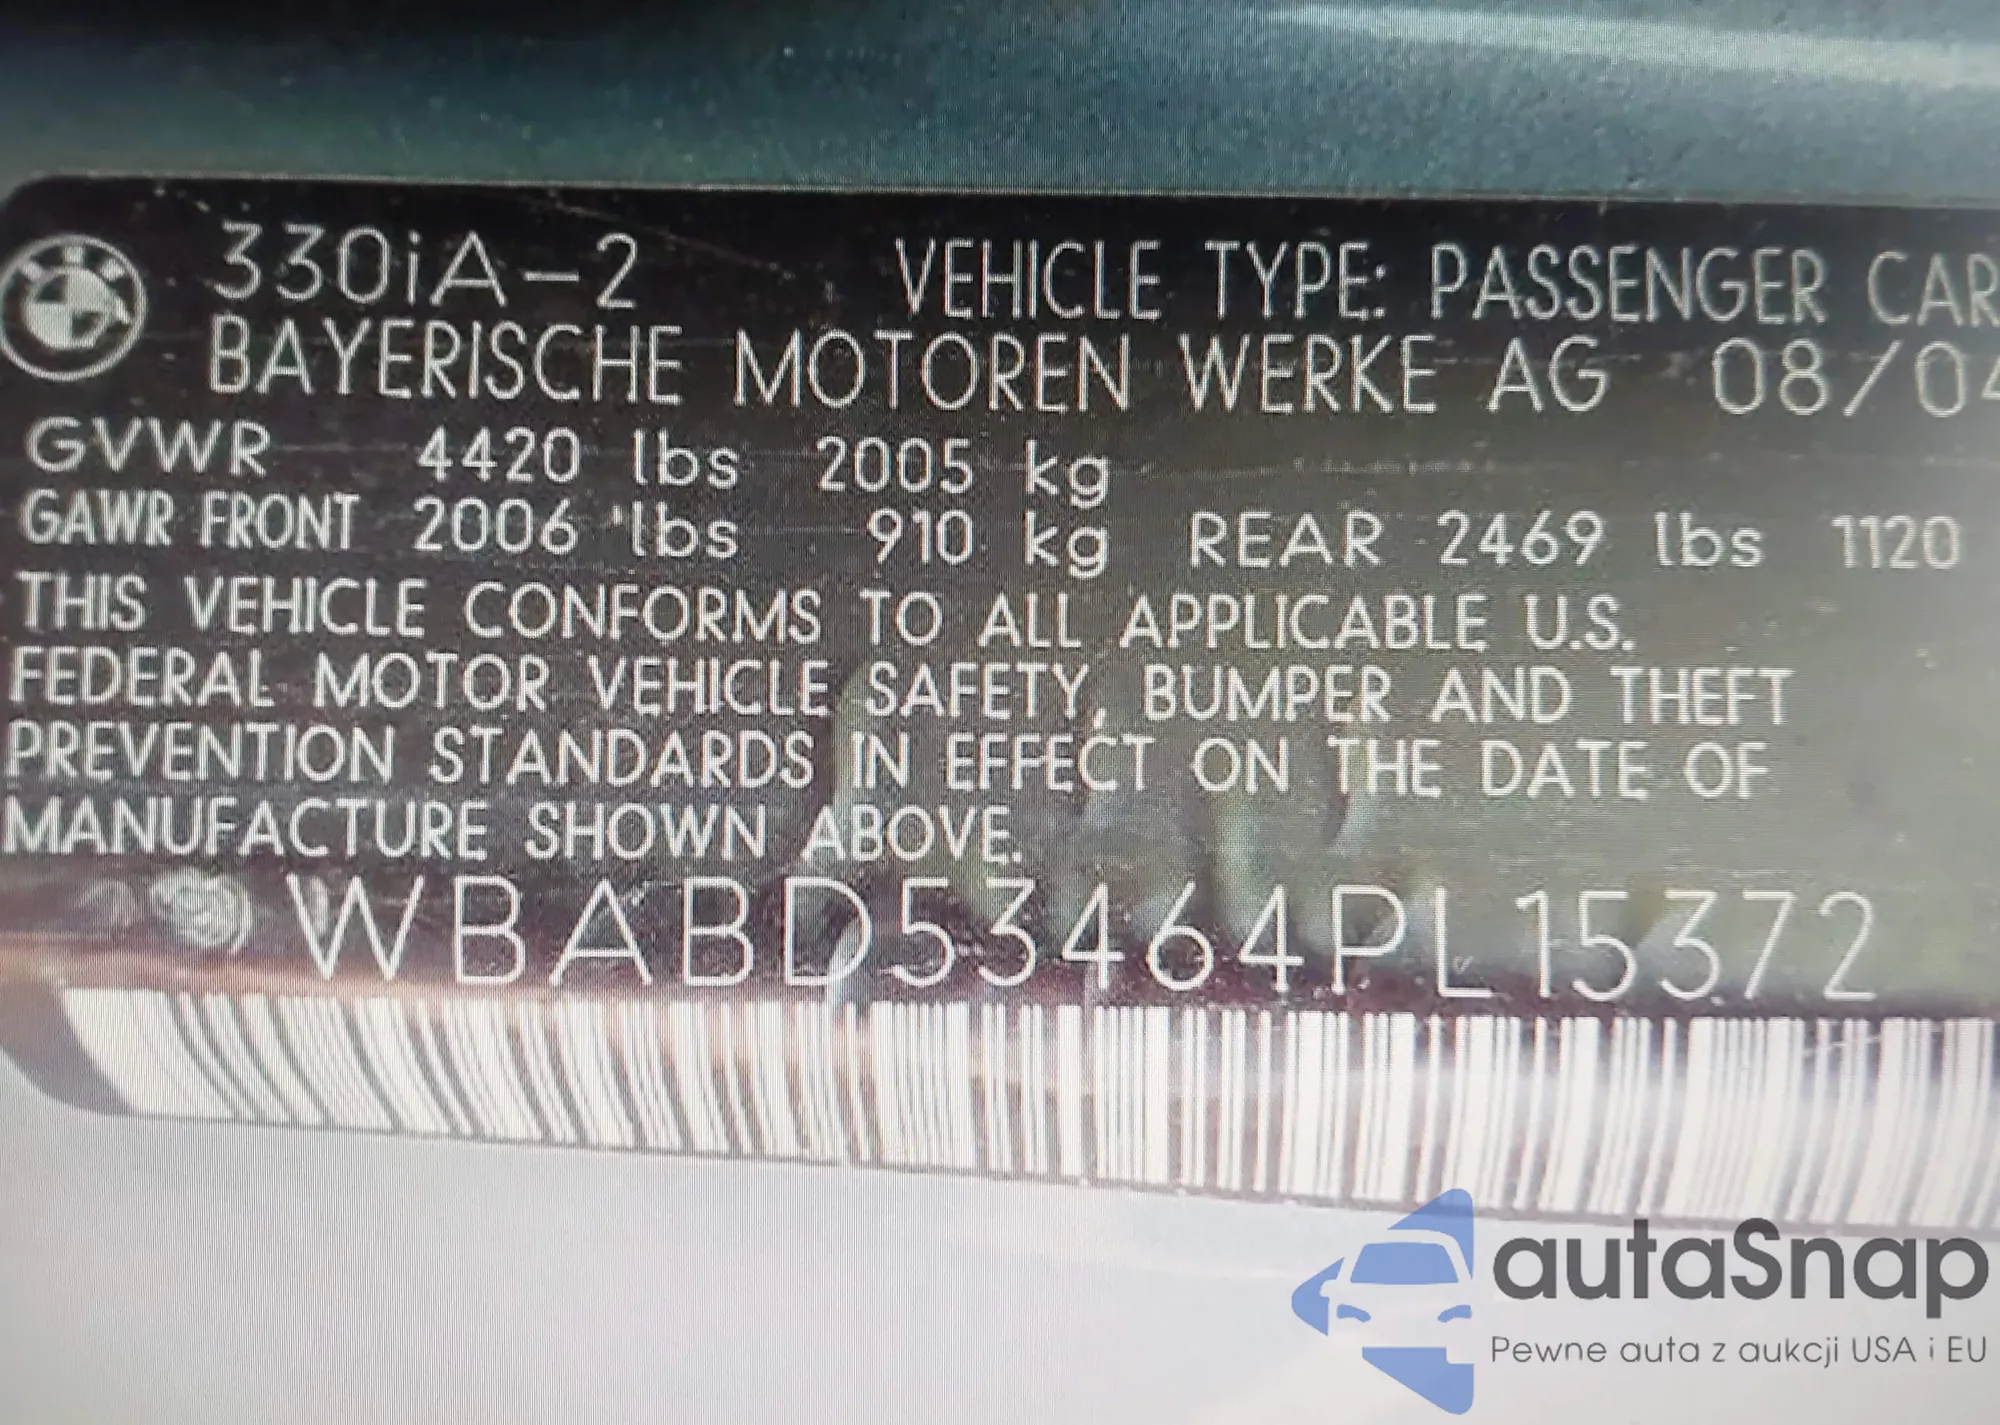 330iA-2 VEHICLE TYPE: PASSENGER CAR
BAYERISCHE MOTOREN WERKE AG 08/04
GVWR 4420 lbs 2005 kg
GAWR FRONT 2006 lbs 910 kg REAR 2469 lbs 1120
THIS VEHICLE CONFORMS TO ALL APPLICABLE U.S.
FEDERAL MOTOR VEHICLE SAFETY, BUMPER AND THEFT
PREVENTION STANDARDS IN EFFECT ON THE DATE OF
MANUFACTURE SHOWN ABOVE.
WBABD53464PL15372
autaSnap
Pewne auta z aukcji USA i EU